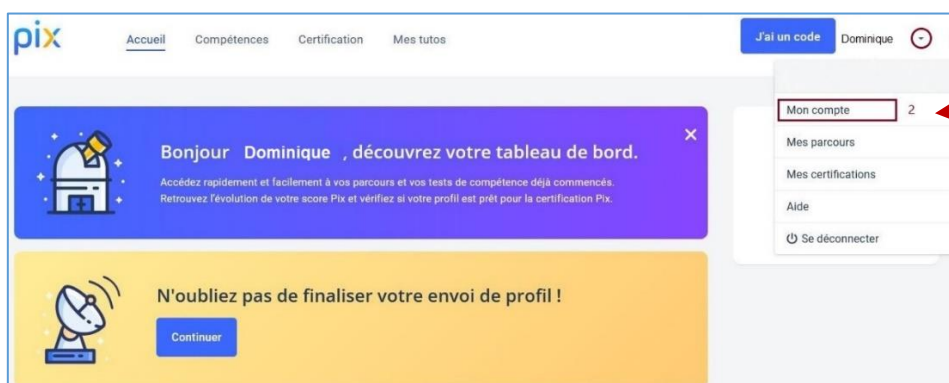 pix
Accueil Compétences Certification Mes tutos J'ai un code Dominique
Mon compte 2
Mes parcours
Mes certifications
Aide
Se déconnecter
Bonjour Dominique , découvrez votre tableau de bord.
Accédez rapidement et facilement à vos parcours et vos tests de compétence déjà commencés.
Retrouvez l'évolution de votre score Pix et vérifiez si votre profil est prêt pour la certification Pix.
N'oubliez pas de finaliser votre envoi de profil !
Continuer